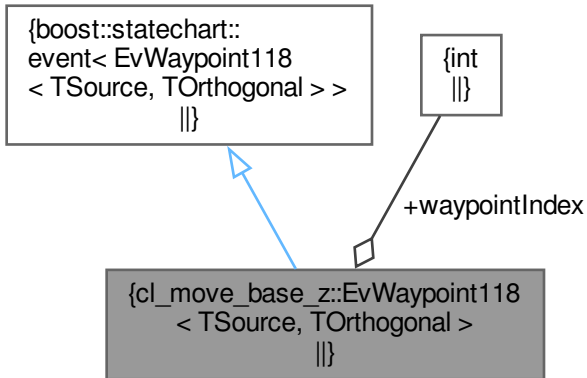 {boost::statechart::
event< EvWaypoint118
< TSource, TOrthogonal > >
||}
{int
||}
+waypointIndex
{cl_move_base_z::EvWaypoint118
< TSource, TOrthogonal >
||}